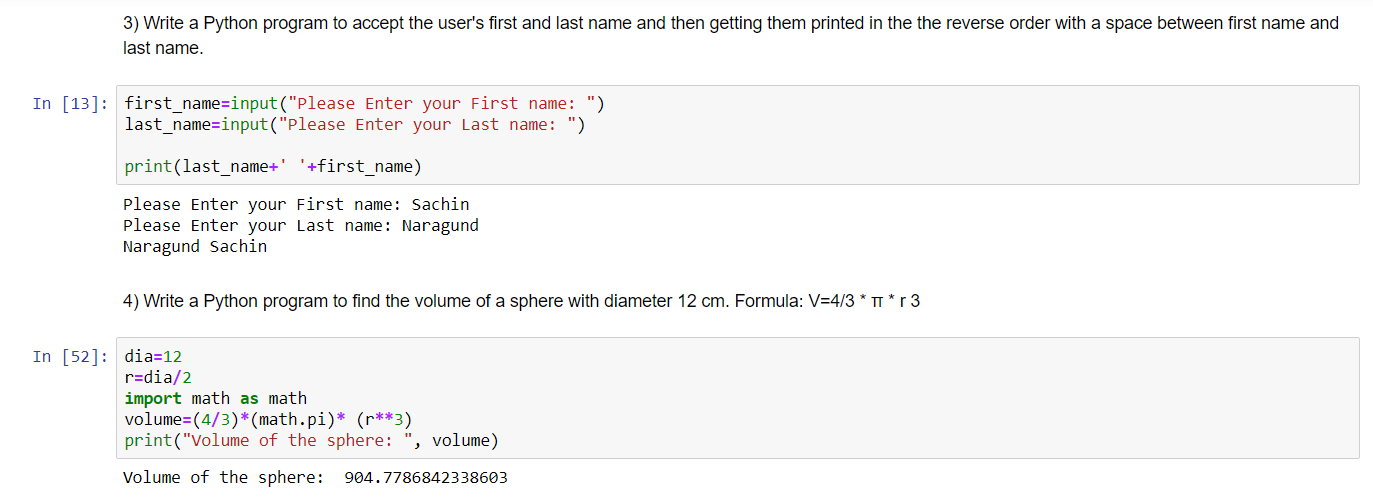 3) Write a Python program to accept the user's first and last name and then getting them printed in the the reverse order with a space between first name and
last name.
In [13]: first_name=input("Please Enter your First name: ")
last_name=input("Please Enter your Last name: ")
print(last_name+' '+first_name)
Please Enter your First name: Sachin
Please Enter your Last name: Naragund
Naragund Sachin
4) Write a Python program to find the volume of a sphere with diameter 12 cm. Formula: V=4/3 * π * r 3
In [52]: dia=12
r=dia/2
import math as math
volume=(4/3)*(math.pi)* (r**3)
print("Volume of the sphere: ", volume)
Volume of the sphere:  904.7786842338603